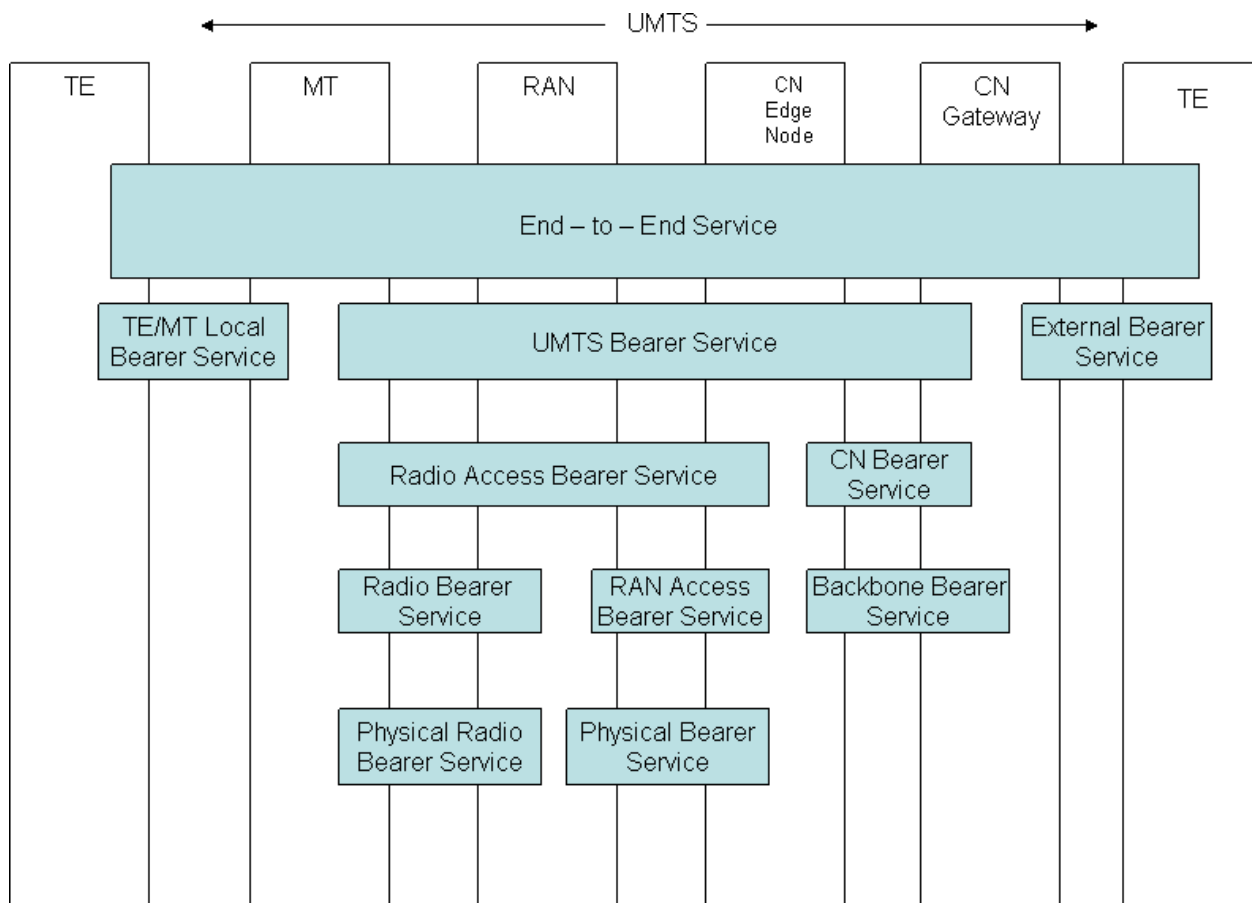 UMTS
TE
MT
RAN
CN
Edge
Node
CN
Gateway
TE
End – to – End Service
TE/MT Local
Bearer Service
UMTS Bearer Service
External Bearer
Service
Radio Access Bearer Service
CN Bearer
Service
Radio Bearer
Service
RAN Access
Bearer Service
Backbone Bearer
Service
Physical Radio
Bearer Service
Physical Bearer
Service